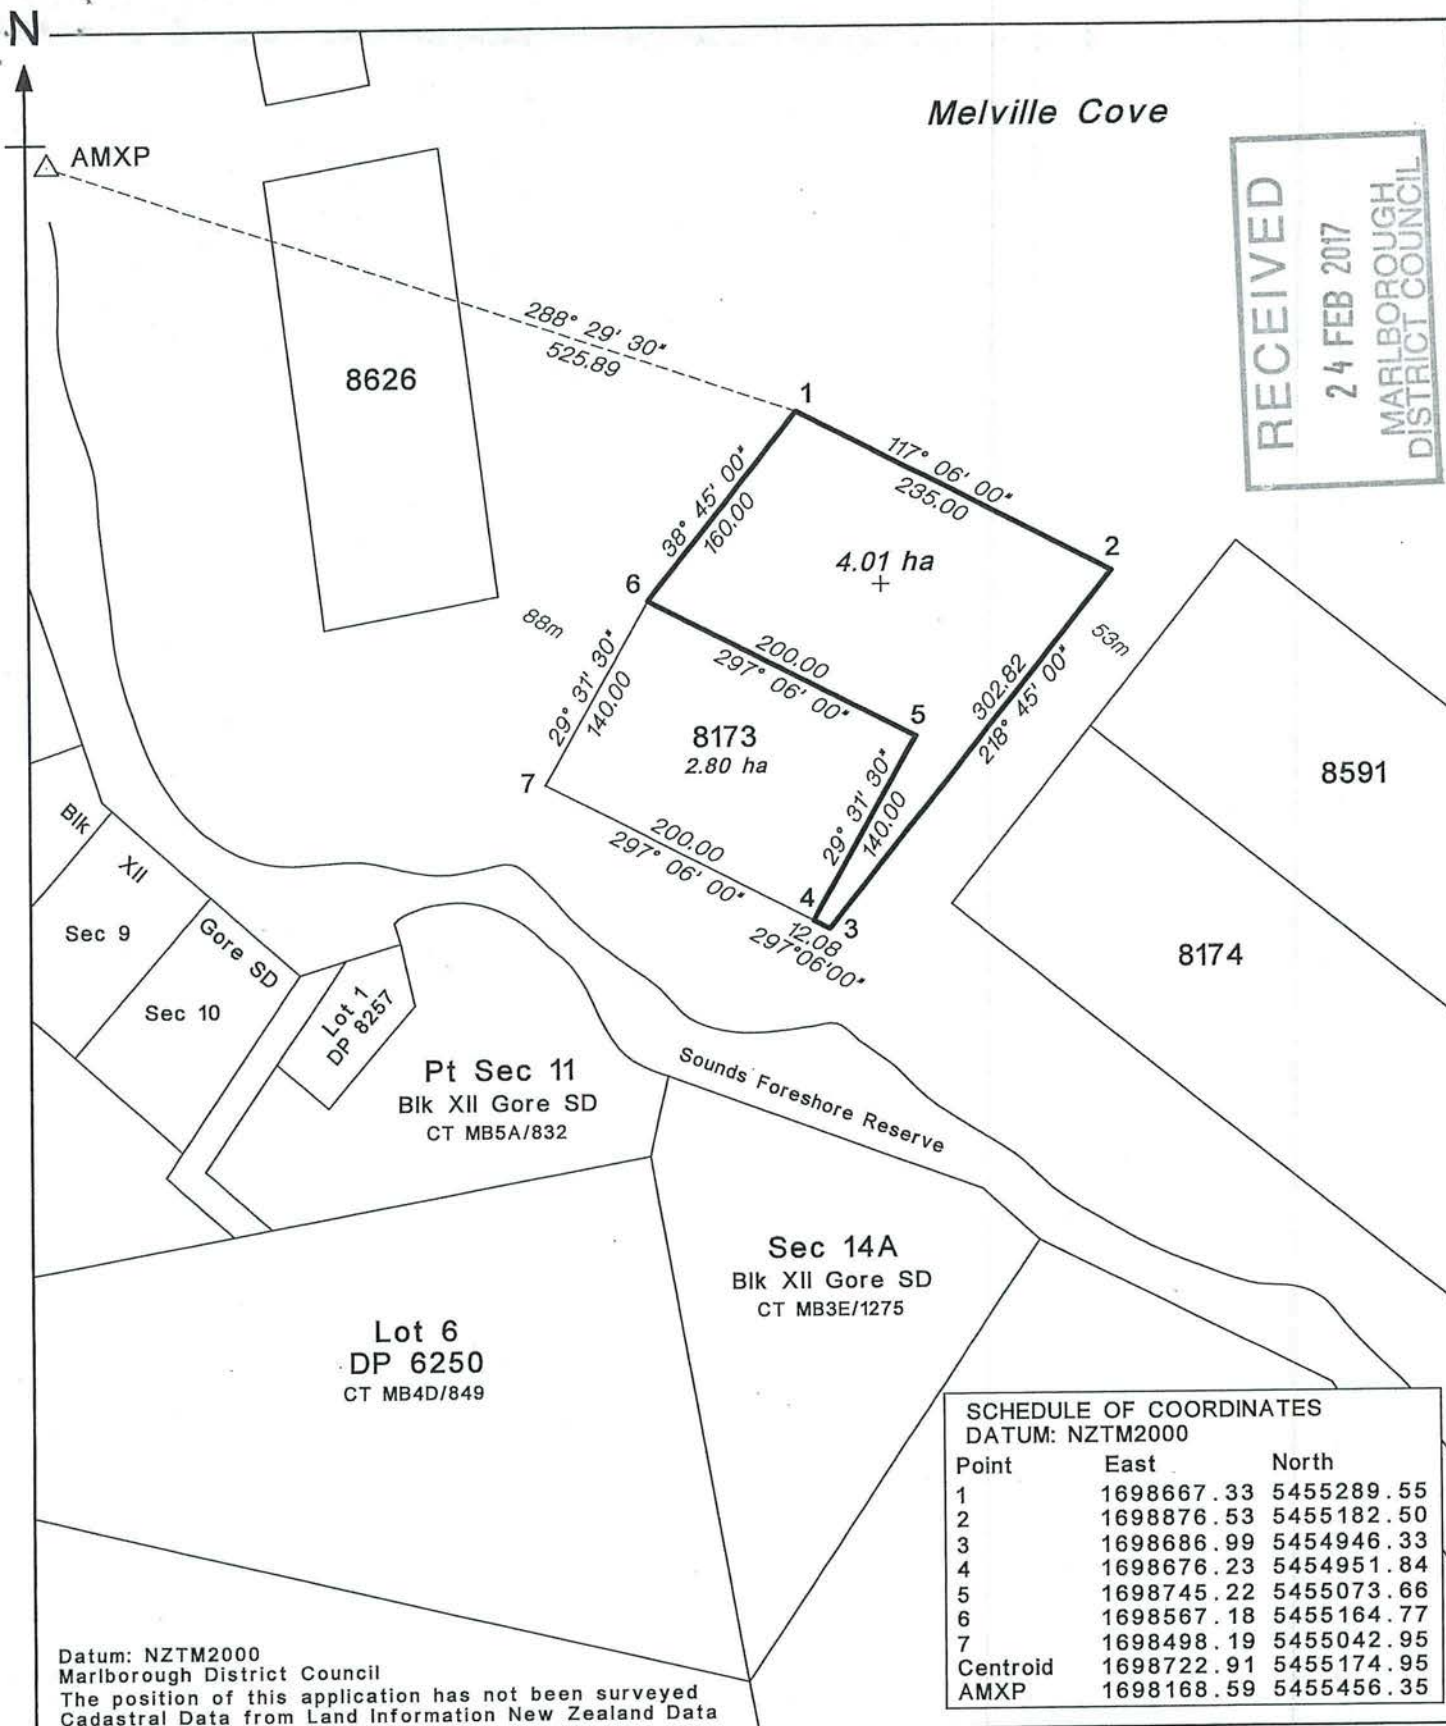 N
Melville Cove
AMXP
RECEIVED
24 FEB 2017
MARLBOROUGH
DISTRICT COUNCIL
288° 29' 30"
525.89
8626
1
117° 06' 00"
235.00
38° 45' 00"
160.00
2
4.01 ha
6
88m
53m
200.00
297° 06' 00"
302.82
218° 45' 00"
29° 31' 30"
140.00
5
8173
2.80 ha
7
8591
29° 31' 30"
140.00
200.00
297° 06' 00"
4
3
12.08
297°06'00"
8174
Blk
XII
Gore SD
Sec 9
Sec 10
Lot 1
DP 8257
Pt Sec 11
Blk XII Gore SD
CT MB5A/832
Sounds Foreshore Reserve
Sec 14A
Blk XII Gore SD
CT MB3E/1275
Lot 6
DP 6250
CT MB4D/849
SCHEDULE OF COORDINATES
DATUM: NZTM2000
Point East North
1 1698667.33 5455289.55
2 1698876.53 5455182.50
3 1698686.99 5454946.33
4 1698676.23 5454951.84
5 1698745.22 5455073.66
6 1698567.18 5455164.77
7 1698498.19 5455042.95
Centroid 1698722.91 5455174.95
AMXP 1698168.59 5455456.35
Datum: NZTM2000
Marlborough District Council
The position of this application has not been surveyed
Cadastral Data from Land Information New Zealand Data